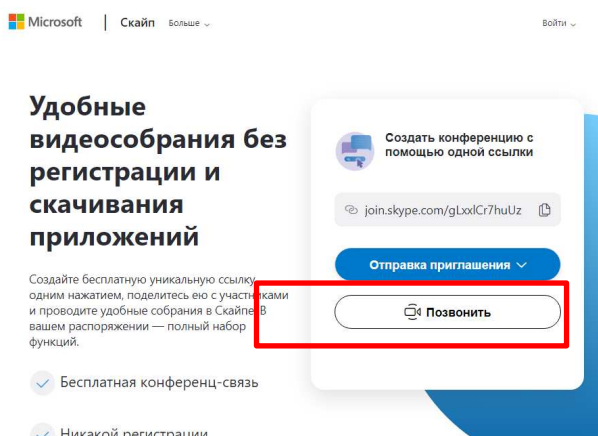 Microsoft Скайп Больше Войти
Удобные
видеособрания без
регистрации и
скачивания
приложений
Создайте бесплатную уникальную ссылку
одним нажатием, поделитесь ею с участниками
и проводите удобные собрания в Скайпе. В
вашем распоряжении — полный набор
функций.
Бесплатная конференц-связь
Никакой регистрации
Создать конференцию с
помощью одной ссылки
join.skype.com/gLxxlCr7huUz
Отправка приглашения
Позвонить